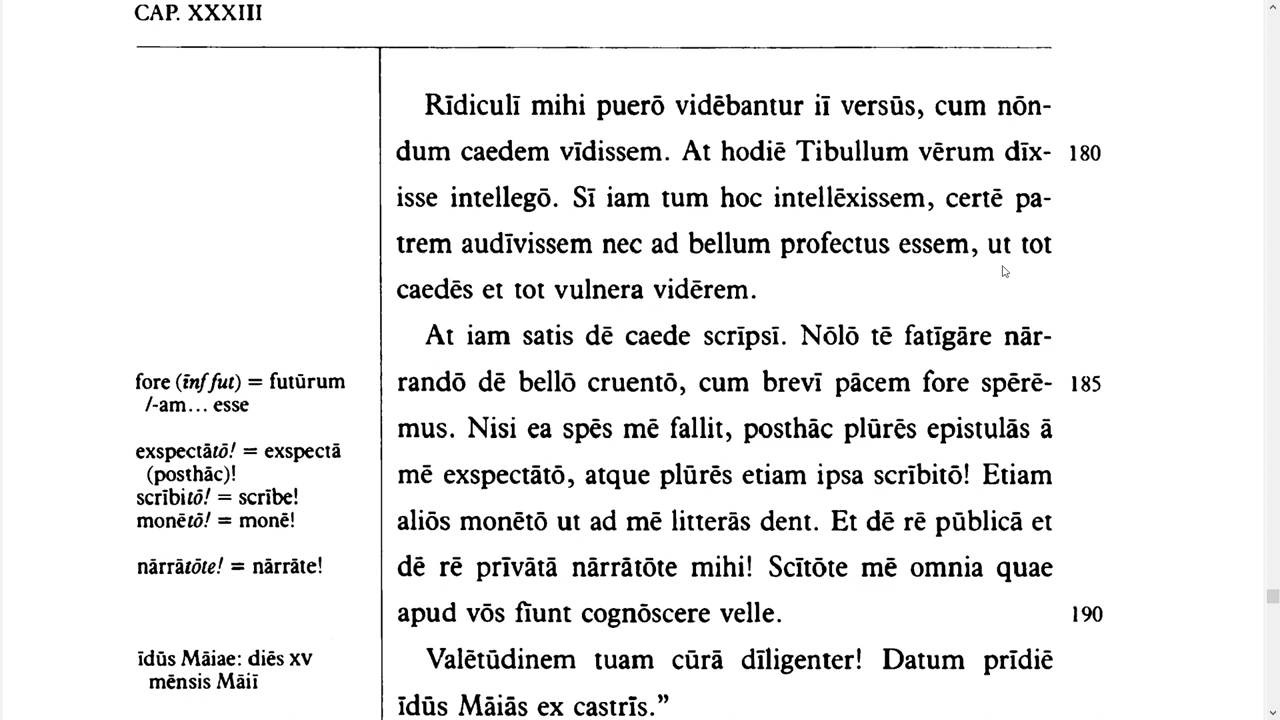 CAP. XXXIII
Rīdiculī mihi puerō vidēbantur iī versūs, cum nōn-
dum caedem vīdissem. At hodiē Tibullum vērum dīx- 180
isse intellegō. Sī iam tum hoc intellēxissem, certē pa-
trem audīvissem nec ad bellum profectus essem, ut tot
caedēs et tot vulnera vidērem.
At iam satis dē caede scrīpsī. Nōlō tē fatīgāre nār-
randō dē bellō cruentō, cum brevī pācem fore spērē- 185
mus. Nisi ea spēs mē fallit, posthāc plūrēs epistulās ā
mē exspectātō, atque plūrēs etiam ipsa scrībitō! Etiam
aliōs monētō ut ad mē litterās dent. Et dē rē pūblicā et
dē rē prīvātā nārrātōte mihi! Scītōte mē omnia quae
apud vōs fīunt cognōscere velle. 190
Valētūdinem tuam cūrā dīligenter! Datum prīdiē
īdūs Māiās ex castrīs.”
fore (īnf fut) = futūrum
/-am... esse
exspectātō! = exspectā
(posthāc)!
scrībitō! = scrībe!
monētō! = monē!
nārrātōte! = nārrāte!
īdūs Māiae: diēs XV
mēnsis Māiī